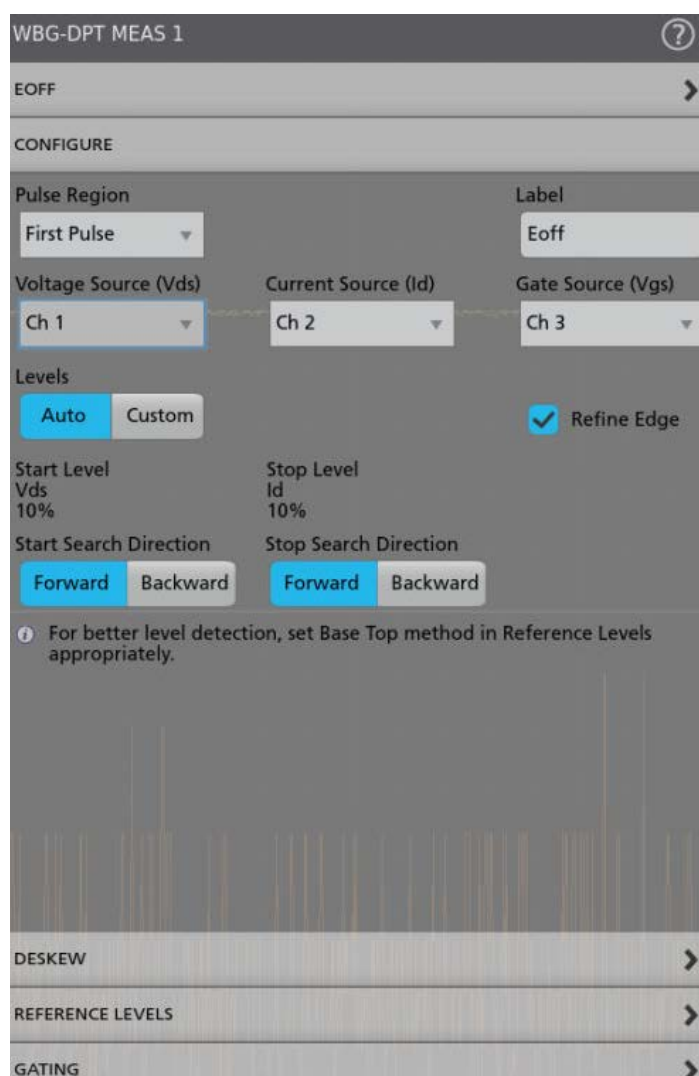 WBG-DPT MEAS 1 ?
EOFF
CONFIGURE
Pulse Region Label
First Pulse Eoff
Voltage Source (Vds) Current Source (Id) Gate Source (Vgs)
Ch 1 Ch 2 Ch 3
Levels
Auto Custom Refine Edge
Start Level Stop Level
Vds Id
10% 10%
Start Search Direction Stop Search Direction
Forward Backward Forward Backward
i For better level detection, set Base Top method in Reference Levels
appropriately.
DESKEW
REFERENCE LEVELS
GATING